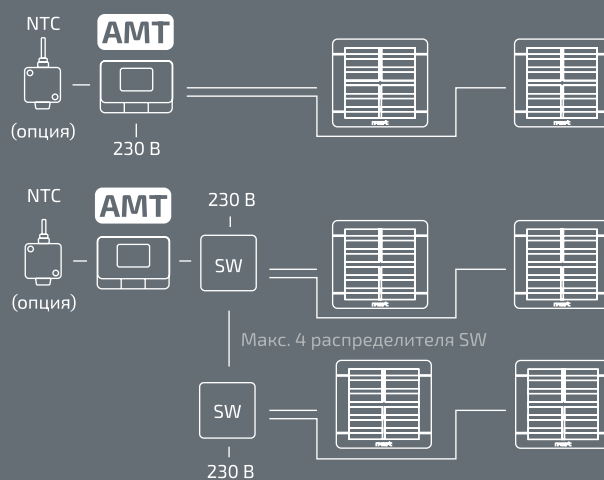 NTC
AMT
(опция)
230 В
NTC
AMT
230 В
SW
(опция)
Макс. 4 распределителя SW
SW
230 В